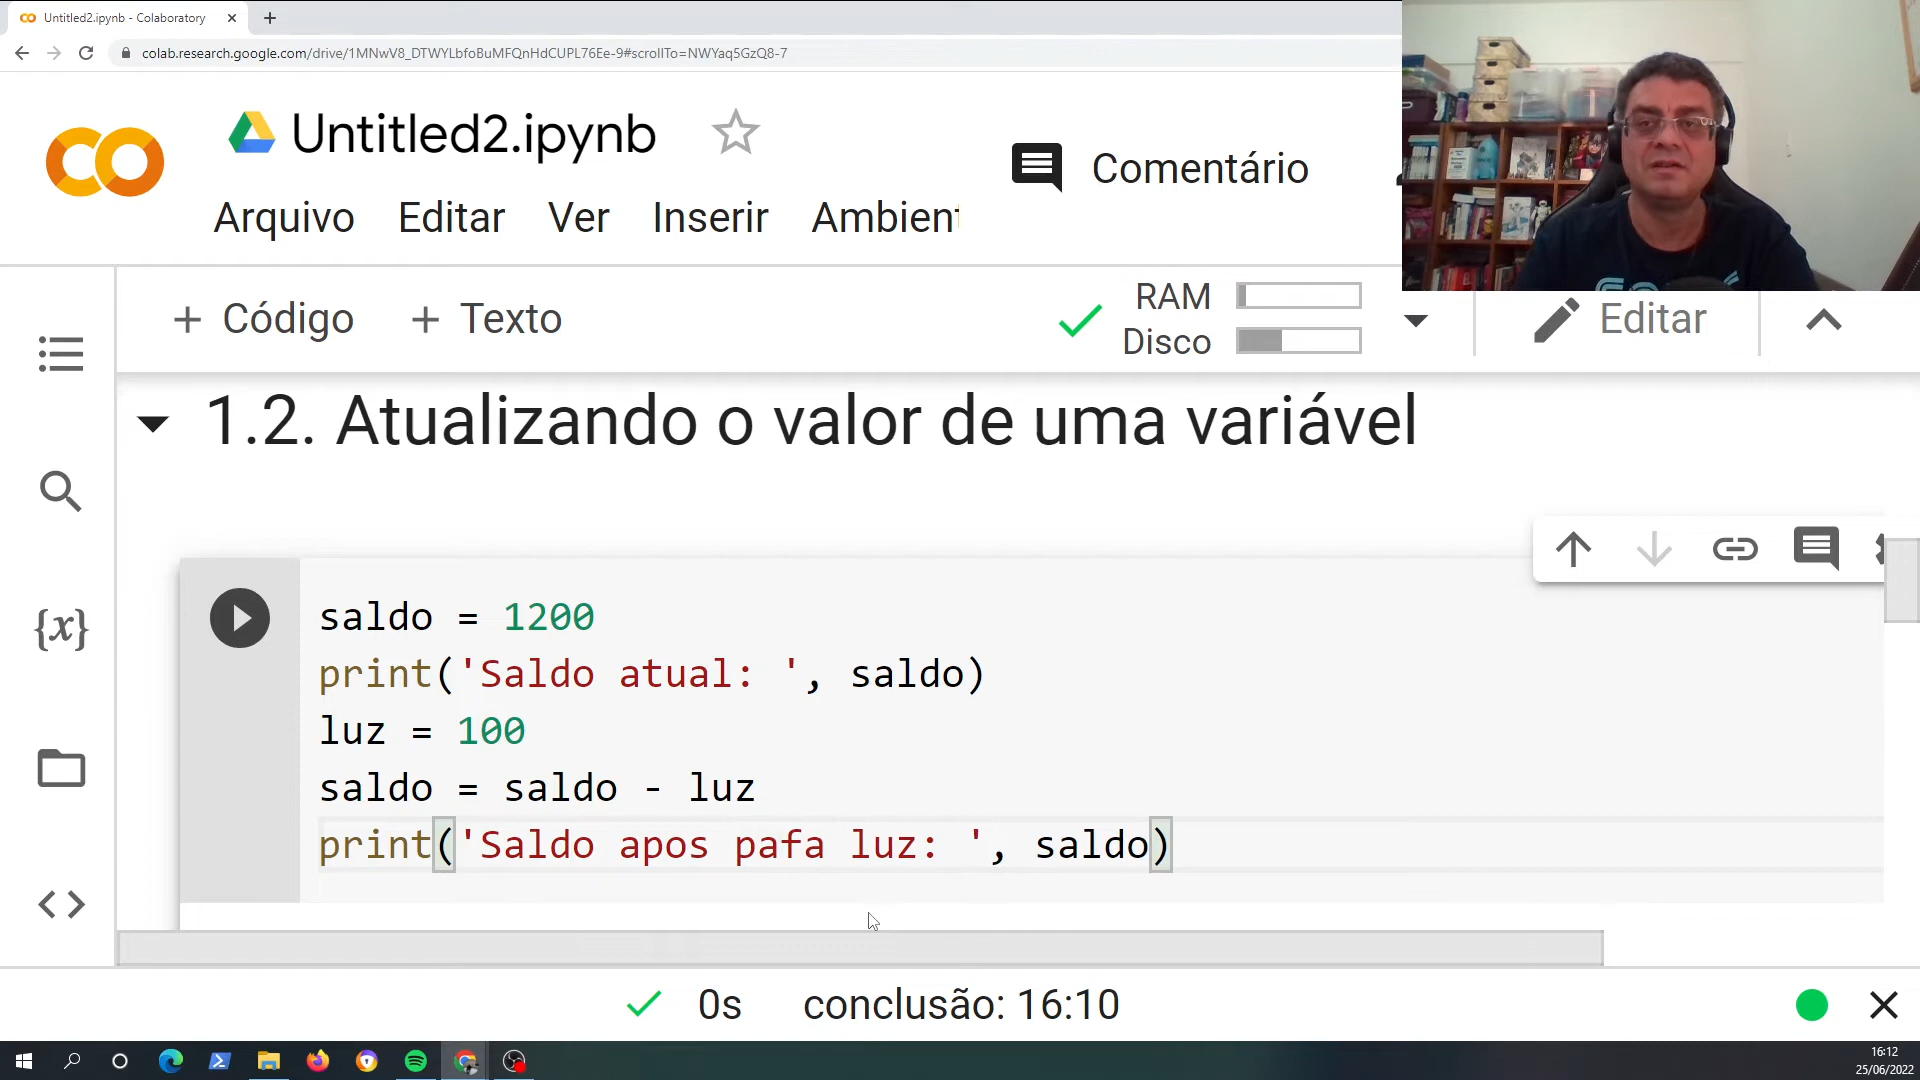 Untitled2.ipynb - Colaboratory
colab.research.google.com/drive/1MNwV8_DTWYLbfoBuMFQnHdCUPL76Ee-9#scrollTo=NWYaq5GzQ8-7
Untitled2.ipynb
Comentário
Arquivo Editar Ver Inserir Ambient
+ Código + Texto
RAM
Disco
Editar
1.2. Atualizando o valor de uma variável
{x}
saldo = 1200
print('Saldo atual: ', saldo)
luz = 100
saldo = saldo - luz
print('Saldo apos pafa luz: ', saldo)
0s conclusão: 16:10
16:12
25/06/2022